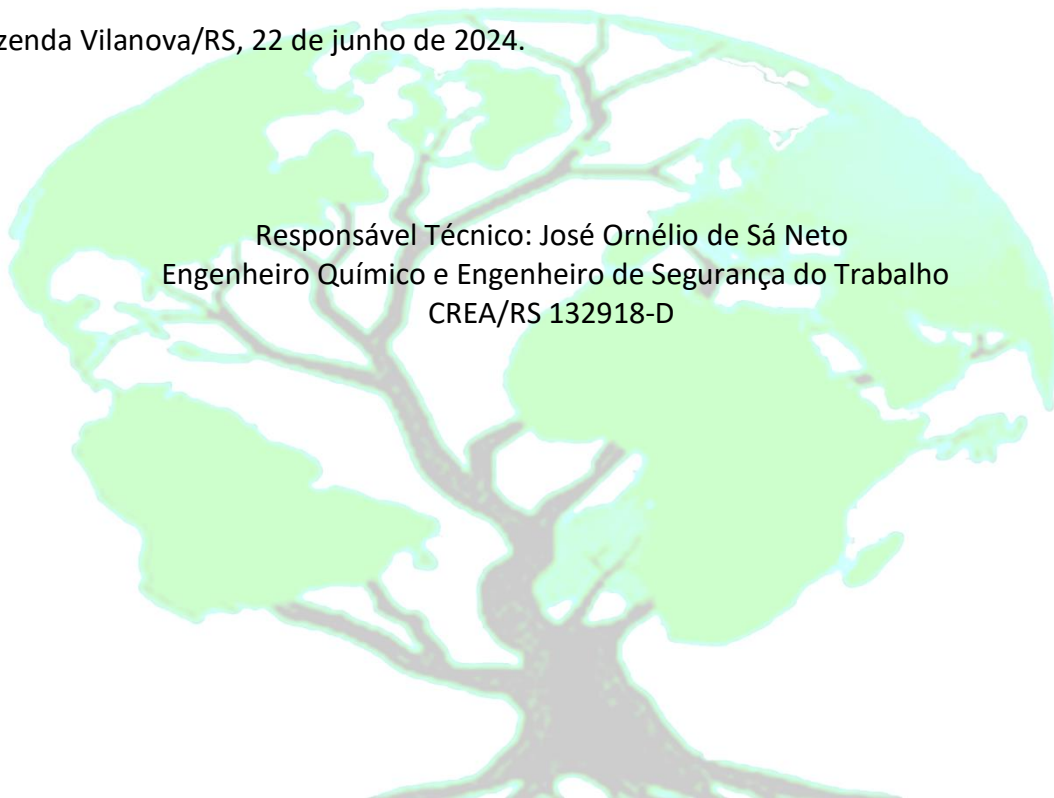 zenda Vilanova/RS, 22 de junho de 2024.
Responsável Técnico: José Ornélio de Sá Neto
Engenheiro Químico e Engenheiro de Segurança do Trabalho
CREA/RS 132918-D